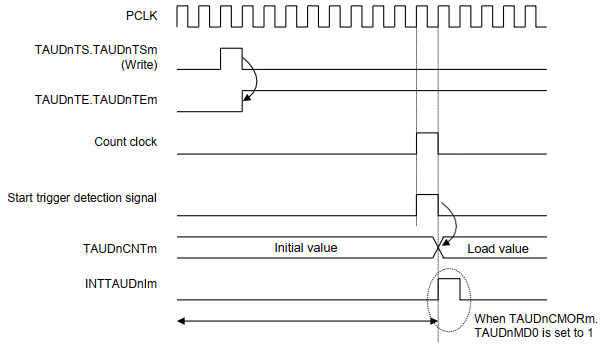 PCLK
TAUDnTS.TAUDnTSm
(Write)
TAUDnTE.TAUDnTEm
Count clock
Start trigger detection signal
TAUDnCNTm
Initial value
Load value
INTTAUDnIm
When TAUDnCMORm.
TAUDnMD0 is set to 1